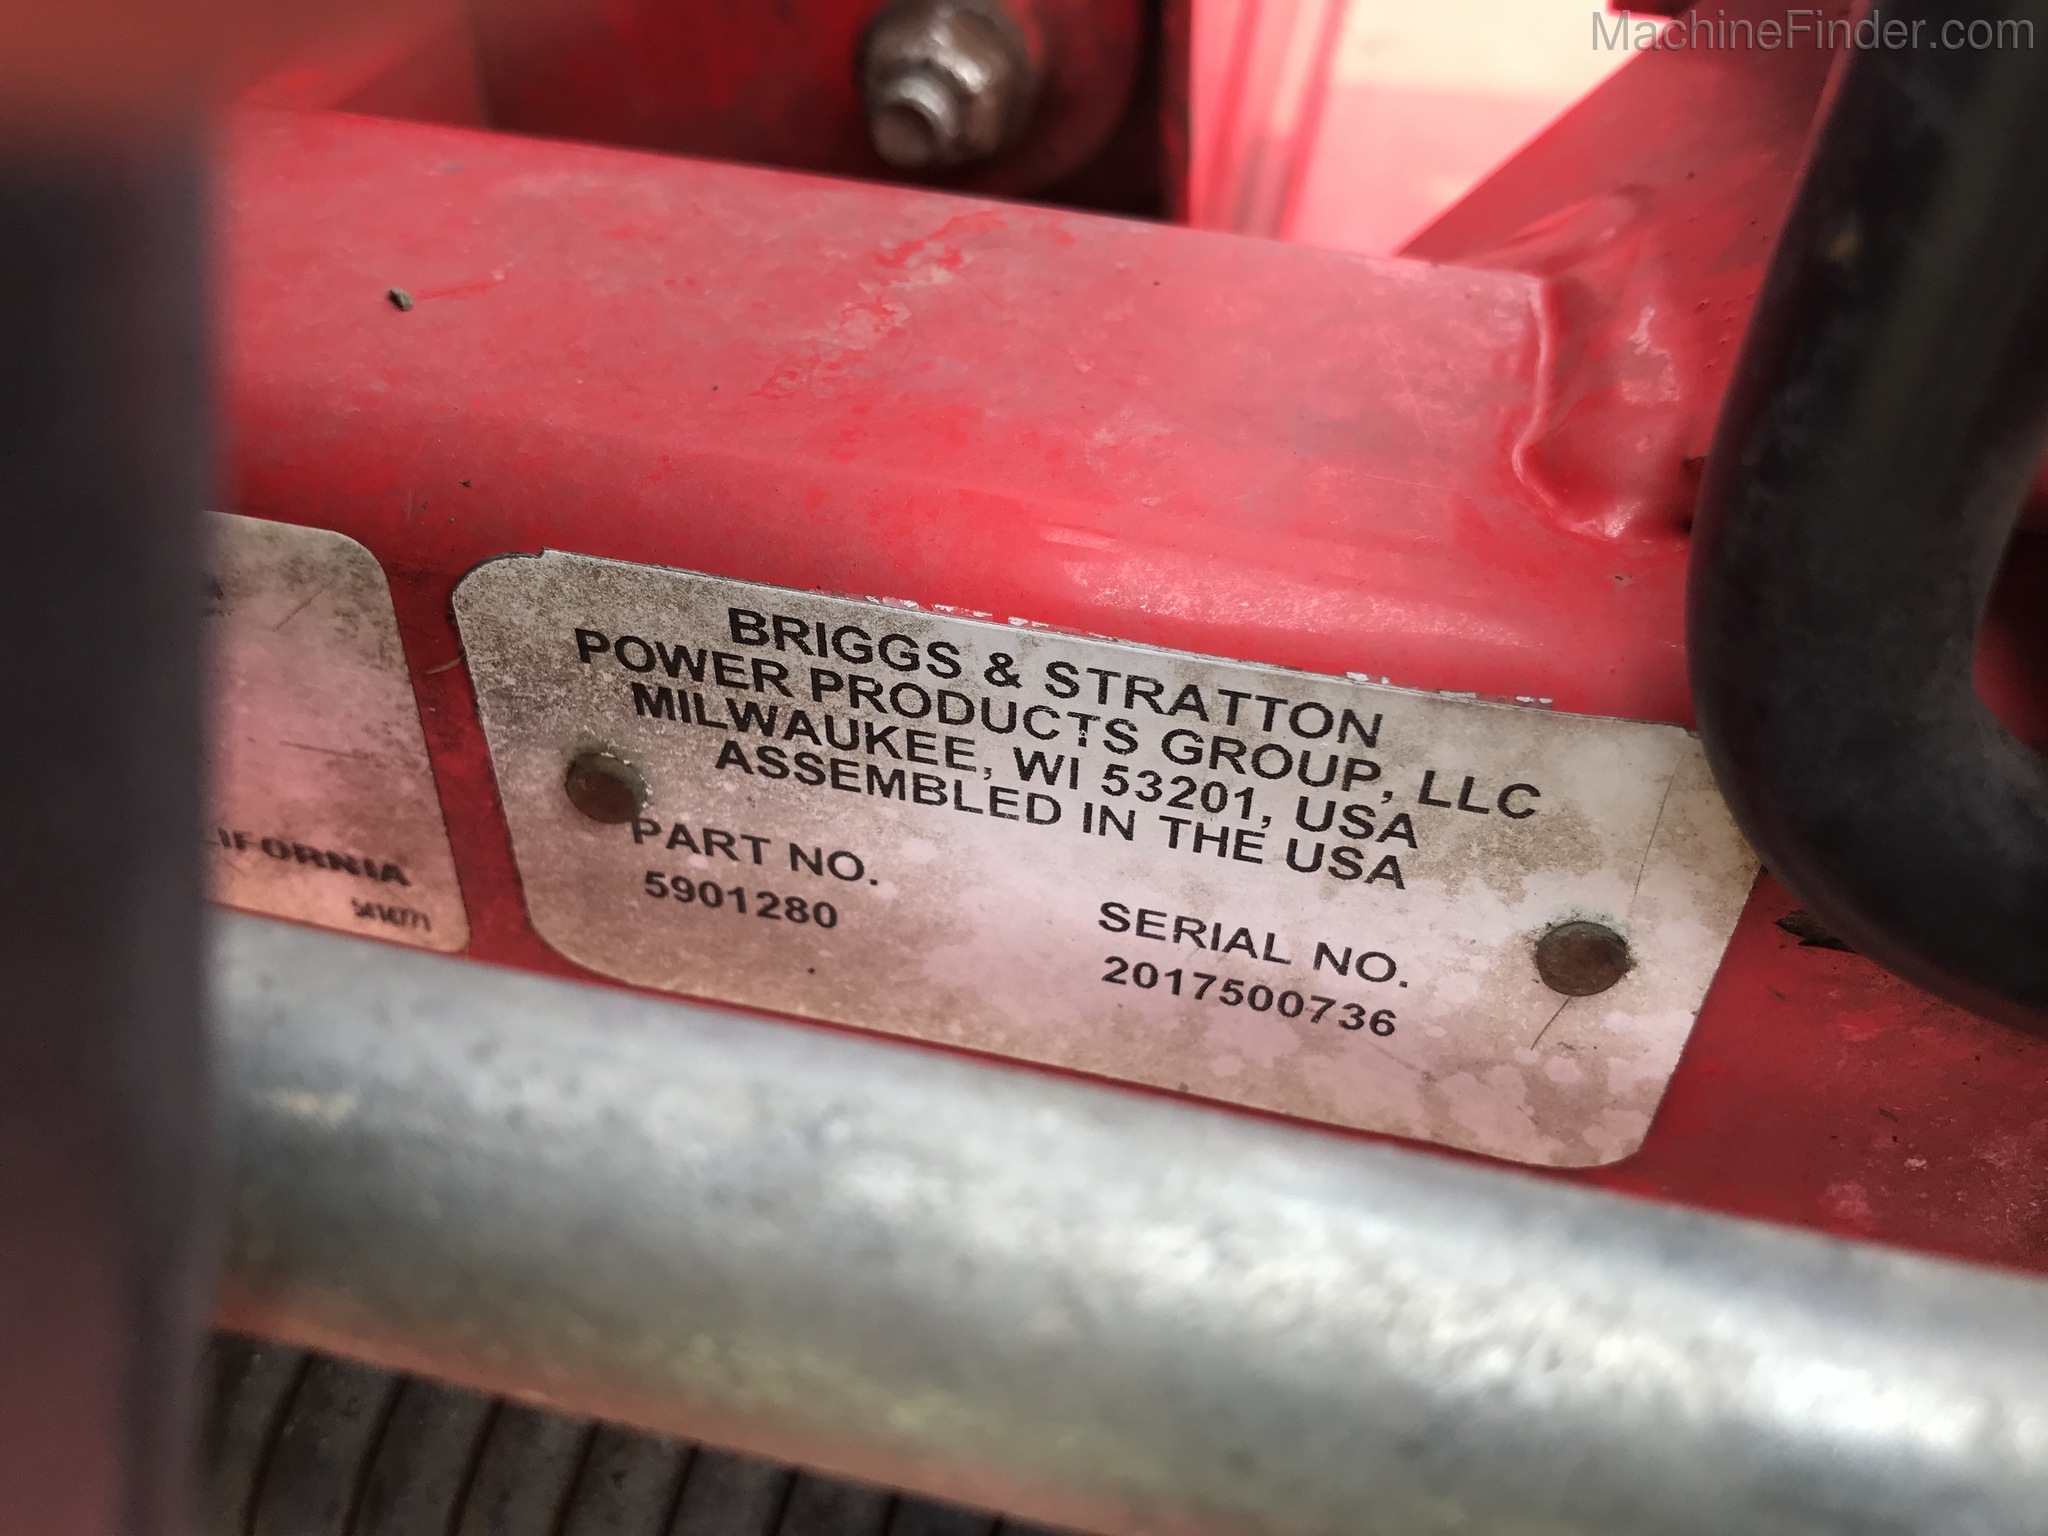 MachineFinder.com
BRIGGS & STRATTON
POWER PRODUCTS GROUP, LLC
MILWAUKEE, WI 53201, USA
ASSEMBLED IN THE USA
PART NO.
5901280
SERIAL NO.
2017500736
LIFORNIA